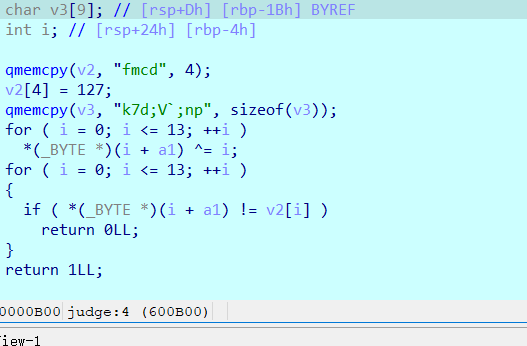 char v3[9]; // [rsp+Dh] [rbp-1Bh] BYREF
int i; // [rsp+24h] [rbp-4h]
qmemcpy(v2, "fmcd", 4);
v2[4] = 127;
qmemcpy(v3, "k7d;V`;np", sizeof(v3));
for ( i = 0; i <= 13; ++i )
*(_BYTE *)(i + a1) ^= i;
for ( i = 0; i <= 13; ++i )
{
if ( *(_BYTE *)(i + a1) != v2[i] )
return 0LL;
}
return 1LL;
0000B00 judge:4 (600B00)
iew-1